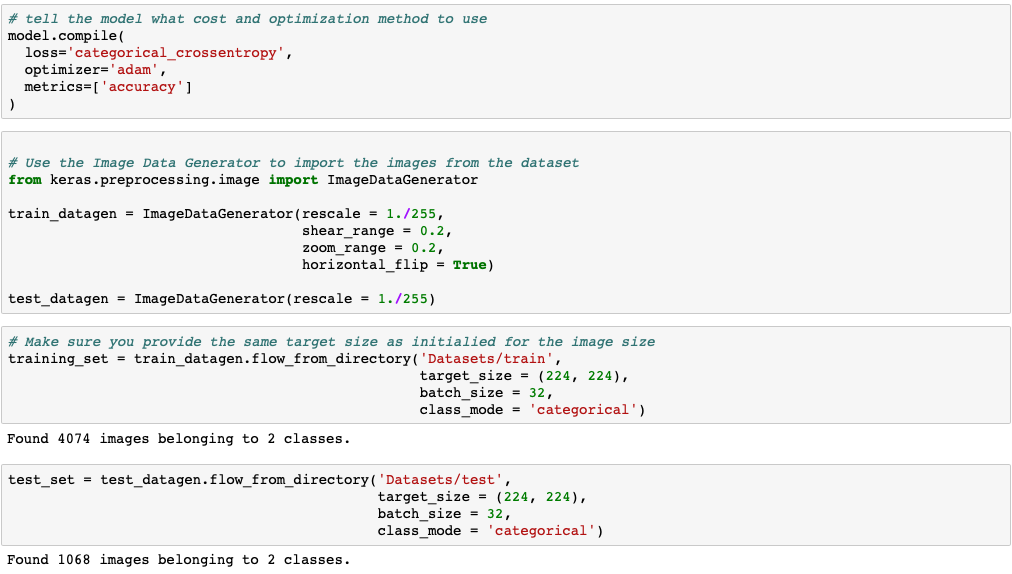 # tell the model what cost and optimization method to use
model.compile(
  loss='categorical_crossentropy',
  optimizer='adam',
  metrics=['accuracy']
)
# Use the Image Data Generator to import the images from the dataset
from keras.preprocessing.image import ImageDataGenerator
train_datagen = ImageDataGenerator(rescale = 1./255,
                                   shear_range = 0.2,
                                   zoom_range = 0.2,
                                   horizontal_flip = True)
test_datagen = ImageDataGenerator(rescale = 1./255)
# Make sure you provide the same target size as initialied for the image size
training_set = train_datagen.flow_from_directory('Datasets/train',
                                                 target_size = (224, 224),
                                                 batch_size = 32,
                                                 class_mode = 'categorical')
Found 4074 images belonging to 2 classes.
test_set = test_datagen.flow_from_directory('Datasets/test',
                                            target_size = (224, 224),
                                            batch_size = 32,
                                            class_mode = 'categorical')
Found 1068 images belonging to 2 classes.